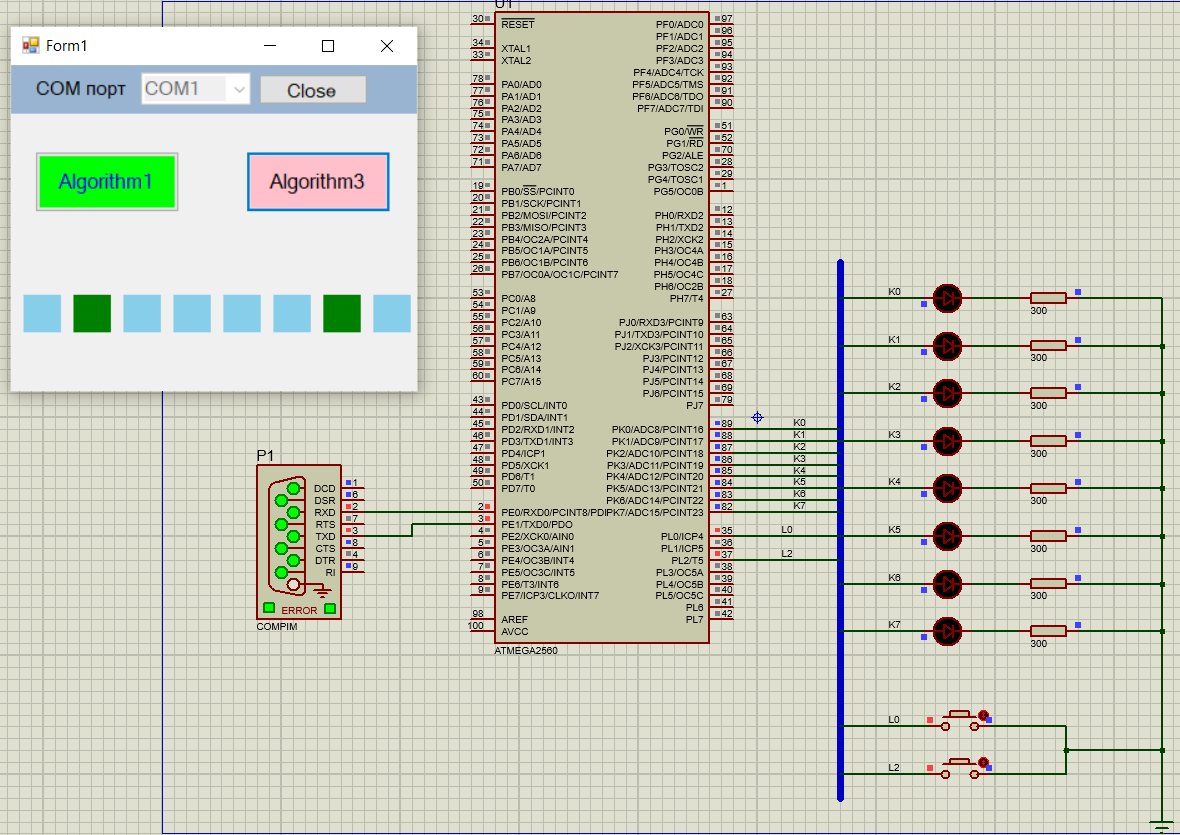 Form1
COM порт COM1 Close
Algorithm1 Algorithm3
U1
30 RESET PF0/ADC0 97
PF1/ADC1 96
34 XTAL1 PF2/ADC2 95
33 XTAL2 PF3/ADC3 94
PF4/ADC4/TCK 93
78 PA0/AD0 PF5/ADC5/TMS 92
77 PA1/AD1 PF6/ADC6/TDO 91
76 PA2/AD2 PF7/ADC7/TDI 90
75 PA3/AD3
74 PA4/AD4 PG0/WR 51
73 PA5/AD5 PG1/RD 52
72 PA6/AD6 PG2/ALE 70
71 PA7/AD7 PG3/TOSC2 28
PG4/TOSC1 29
19 PB0/SS/PCINT0 PG5/OC0B 1
20 PB1/SCK/PCINT1
21 PB2/MOSI/PCINT2 PH0/RXD2 12
22 PB3/MISO/PCINT3 PH1/TXD2 13
23 PB4/OC2A/PCINT4 PH2/XCK2 14
24 PB5/OC1A/PCINT5 PH3/OC4A 15
25 PB6/OC1B/PCINT6 PH4/OC4B 16
26 PB7/OC0A/OC1C/PCINT7 PH5/OC4C 17
PH6/OC2B 18
53 PC0/A8 PH7/T4 27
54 PC1/A9
55 PC2/A10 PJ0/RXD3/PCINT9 63
56 PC3/A11 PJ1/TXD3/PCINT10 64
57 PC4/A12 PJ2/XCK3/PCINT11 65
58 PC5/A13 PJ3/PCINT12 66
59 PC6/A14 PJ4/PCINT13 67
60 PC7/A15 PJ5/PCINT14 68
PJ6/PCINT15 69
43 PD0/SCL/INT0 PJ7 79
44 PD1/SDA/INT1
45 PD2/RXD1/INT2 PK0/ADC8/PCINT16 89 K0
46 PD3/TXD1/INT3 PK1/ADC9/PCINT17 88 K1
47 PD4/ICP1 PK2/ADC10/PCINT18 87 K2
48 PD5/XCK1 PK3/ADC11/PCINT19 86 K3
49 PD6/T1 PK4/ADC12/PCINT20 85 K4
50 PD7/T0 PK5/ADC13/PCINT21 84 K5
PK6/ADC14/PCINT22 83 K6
2 PE0/RXD0/PCINT8/PDI PK7/ADC15/PCINT23 82 K7
3 PE1/TXD0/PDO
4 PE2/XCK0/AIN0 PL0/ICP4 35 L0
5 PE3/OC3A/AIN1 PL1/ICP5 36
6 PE4/OC3B/INT4 PL2/T5 37 L2
7 PE5/OC3C/INT5 PL3/OC5A 38
8 PE6/T3/INT6 PL4/OC5B 39
9 PE7/ICP3/CLKO/INT7 PL5/OC5C 40
PL6 41
98 AREF PL7 42
100 AVCC
ATMEGA2560
P1
DCD 1
DSR 6
RXD 2
RTS 7
TXD 3
CTS 8
DTR 4
RI 9
ERROR
COMPIM
K0
300
K1
300
K2
300
K3
300
K4
300
K5
300
K6
300
K7
300
L0
L2